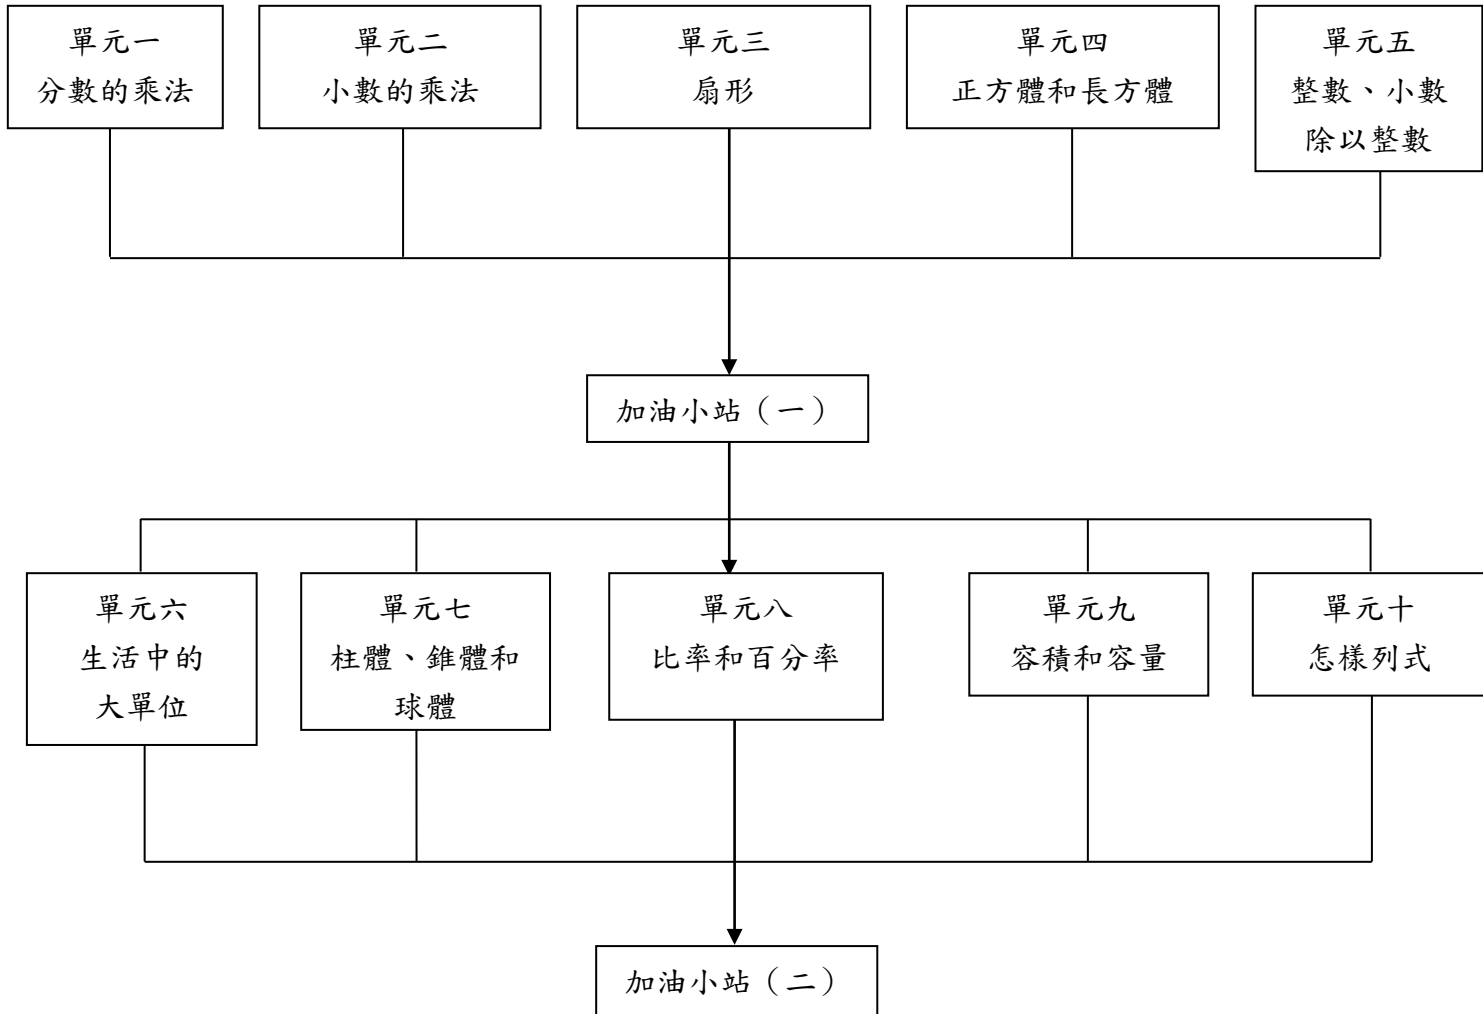 單元一
分數的乘法
單元二
小數的乘法
單元三
扇形
單元四
正方體和長方體
單元五
整數、小數
除以整數
加油小站（一）
單元六
生活中的
大單位
單元七
柱體、錐體和
球體
單元八
比率和百分率
單元九
容積和容量
單元十
怎樣列式
加油小站（二）